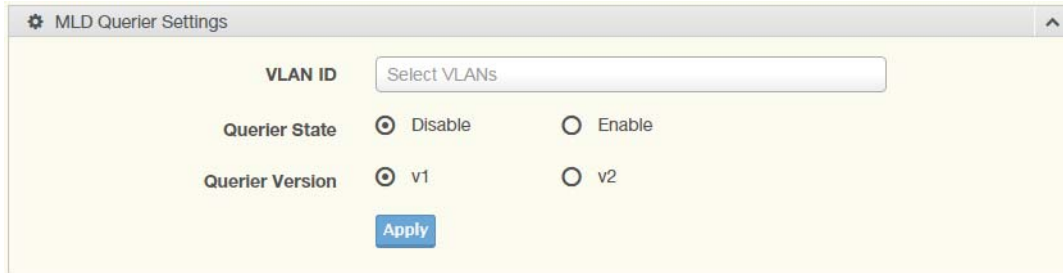 MLD Querier Settings
VLAN ID Select VLANs
Querier State Disable Enable
Querier Version v1 v2
Apply